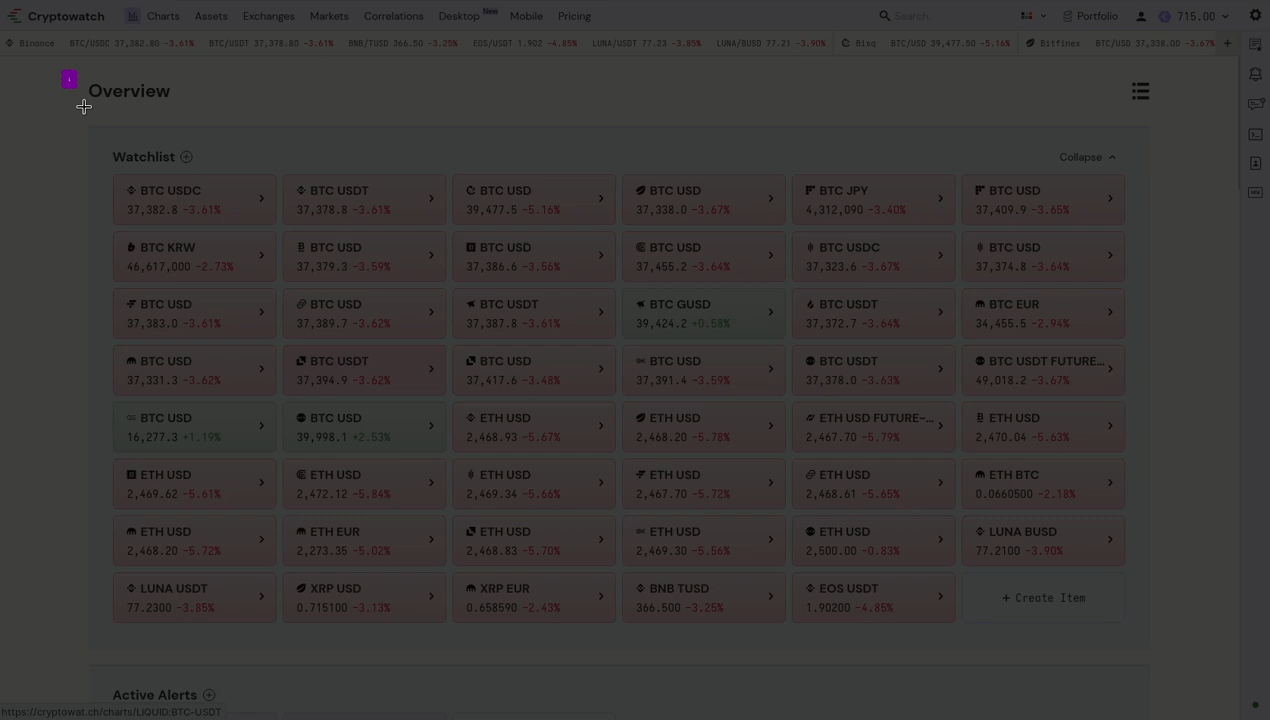 Cryptowatch Charts Assets Exchanges Markets Correlations Desktop New Mobile Pricing Search... Portfolio 715.00
Binance BTC/USDC 37,382.80 -3.61% BTC/USDT 37,378.80 -3.61% BNB/TUSD 366.50 -3.25% EOS/USDT 1.902 -4.85% LUNA/USDT 77.23 -3.85% LUNA/BUSD 77.21 -3.90% Bisq BTC/USD 39,477.50 -5.16% Bitfinex BTC/USD 37,338.00 -3.67%
Overview
Watchlist Collapse
BTC USDC BTC USDT BTC USD BTC USD BTC JPY BTC USD
37,382.8 -3.61% 37,378.8 -3.61% 39,477.5 -5.16% 37,338.0 -3.67% 4,312,090 -3.40% 37,409.9 -3.65%
BTC KRW BTC USD BTC USD BTC USD BTC USDC BTC USD
46,617,000 -2.73% 37,379.3 -3.59% 37,386.6 -3.56% 37,455.2 -3.64% 37,323.6 -3.67% 37,374.8 -3.64%
BTC USD BTC USD BTC USDT BTC GUSD BTC USDT BTC EUR
37,383.0 -3.61% 37,389.7 -3.62% 37,387.8 -3.61% 39,424.2 +0.58% 37,372.7 -3.64% 34,455.5 -2.94%
BTC USD BTC USDT BTC USD BTC USD BTC USDT BTC USDT FUTURE...
37,331.3 -3.62% 37,394.9 -3.62% 37,417.6 -3.48% 37,391.4 -3.59% 37,378.0 -3.63% 49,018.2 -3.67%
BTC USD BTC USD ETH USD ETH USD ETH USD FUTURE-... ETH USD
16,277.3 +1.19% 39,998.1 +2.53% 2,468.93 -5.67% 2,468.20 -5.78% 2,467.70 -5.79% 2,470.04 -5.63%
ETH USD ETH USD ETH USD ETH USD ETH USD ETH BTC
2,469.62 -5.61% 2,472.12 -5.84% 2,469.34 -5.66% 2,467.70 -5.72% 2,468.61 -5.65% 0.0660500 -2.18%
ETH USD ETH EUR ETH USD ETH USD ETH USD LUNA BUSD
2,468.20 -5.72% 2,273.35 -5.02% 2,468.83 -5.70% 2,469.30 -5.56% 2,500.00 -0.83% 77.2100 -3.90%
LUNA USDT XRP USD XRP EUR BNB TUSD EOS USDT
77.2300 -3.85% 0.715100 -3.13% 0.658590 -2.43% 366.500 -3.25% 1.90200 -4.85%
+ Create Item
Active Alerts
https://cryptowat.ch/charts/LIQUID:BTC-USDT